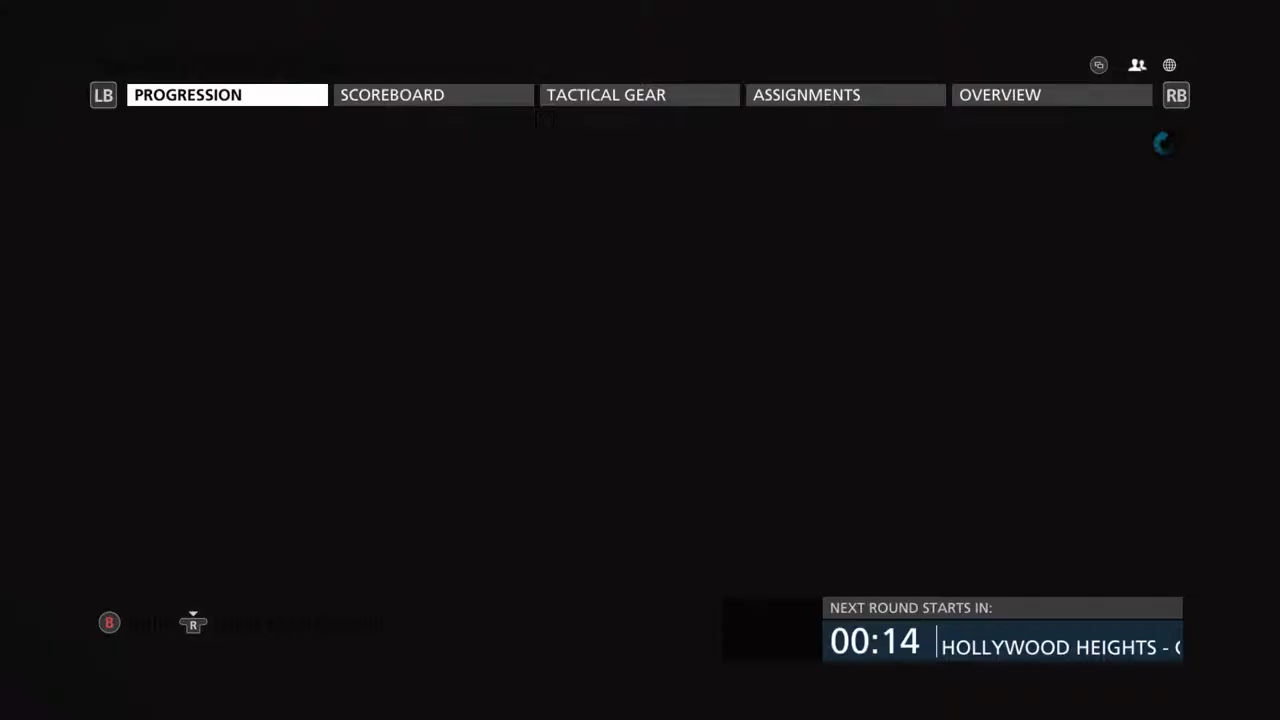 LB PROGRESSION SCOREBOARD TACTICAL GEAR ASSIGNMENTS OVERVIEW RB
NEXT ROUND STARTS IN:
00:14 HOLLYWOOD HEIGHTS -
B R